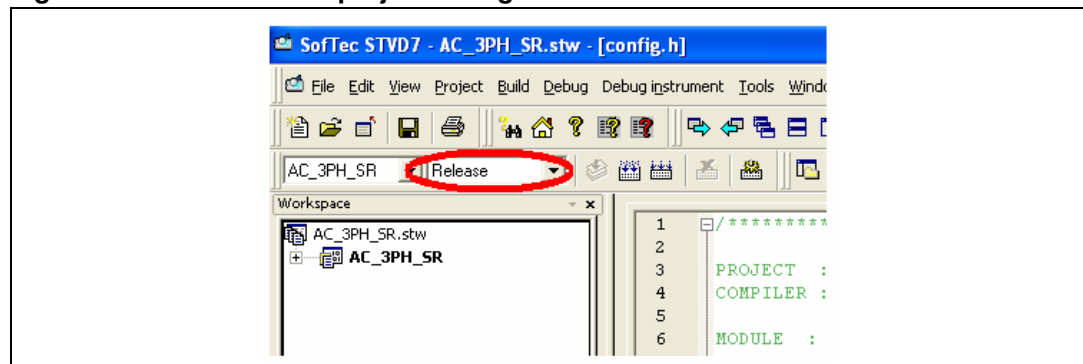 SofTec STVD7 - AC_3PH_SR.stw - [config.h]
File Edit View Project Build Debug Debug instrument Tools
AC_3PH_SR Release
Workspace
AC_3PH_SR.stw
AC_3PH_SR
1 /*********
2
3 PROJECT :
4 COMPILER :
5
6 MODULE :